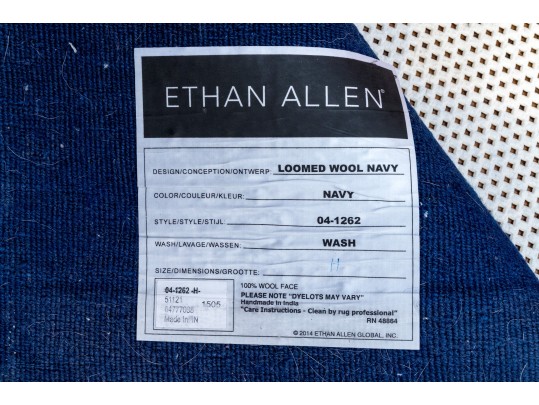 ETHAN ALLEN®
DESIGN/CONCEPTION/ONTWERP: LOOMED WOOL NAVY
COLOR/COULEUR/KLEUR: NAVY
STYLE/STYLE/STIJL: 04-1262
WASH/LAVAGE/WASSEN: WASH
SIZE/DIMENSIONS/GROOTTE: H
04-1262 -H-
51121 1505
Made In/IN
100% WOOL FACE
PLEASE NOTE "DYELOTS MAY VARY"
Handmade in India
"Care Instructions - Clean by rug professional"
RN 48864
© 2014 ETHAN ALLEN GLOBAL, INC.